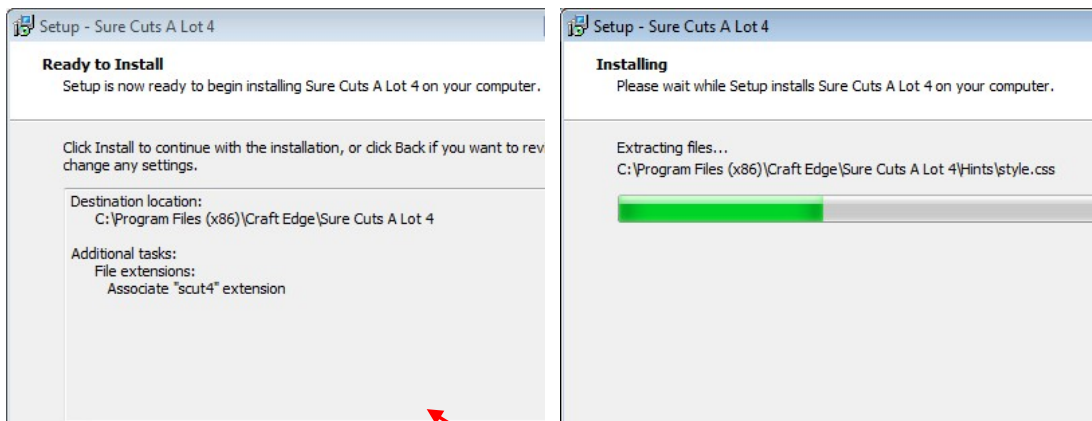 Setup - Sure Cuts A Lot 4
Ready to Install
Setup is now ready to begin installing Sure Cuts A Lot 4 on your computer.
Click Install to continue with the installation, or click Back if you want to
change any settings.
Destination location:
C:\Program Files (x86)\Craft Edge\Sure Cuts A Lot 4
Additional tasks:
File extensions:
Associate "scut4" extension
Setup - Sure Cuts A Lot 4
Installing
Please wait while Setup installs Sure Cuts A Lot 4 on your computer.
Extracting files...
C:\Program Files (x86)\Craft Edge\Sure Cuts A Lot 4\Hints\style.css